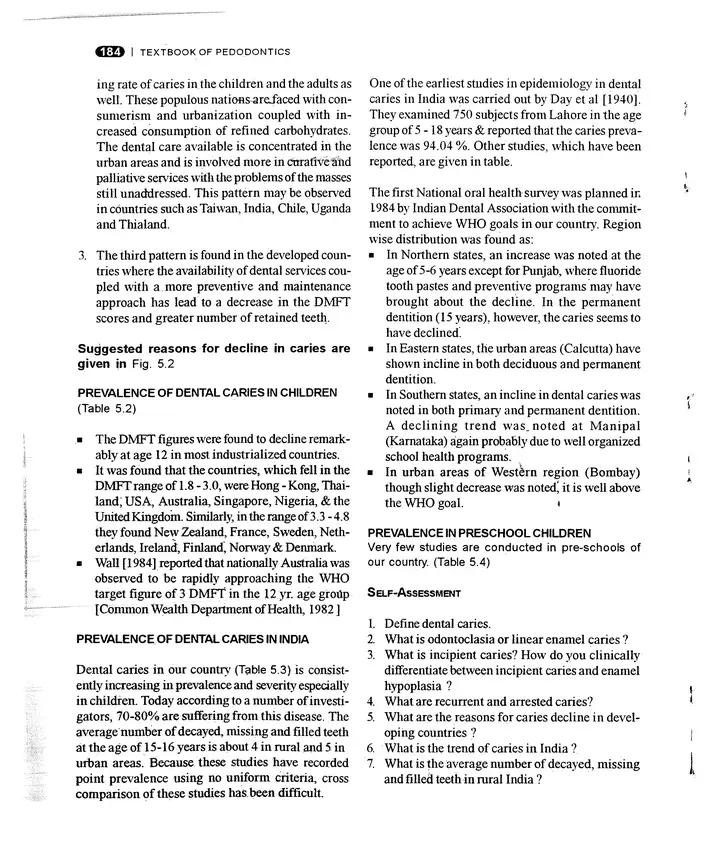 184 | TEXTBOOK OF PEDODONTICS
ing rate of caries in the children and the adults as
well. These populous nations are faced with con-
sumerism and urbanization coupled with in-
creased consumption of refined carbohydrates.
The dental care available is concentrated in the
urban areas and is involved more in curative and
palliative services with the problems of the masses
still unaddressed. This pattern may be observed
in countries such as Taiwan, India, Chile, Uganda
and Thialand.
3. The third pattern is found in the developed coun-
tries where the availability of dental services cou-
pled with a more preventive and maintenance
approach has lead to a decrease in the DMFT
scores and greater number of retained teeth.
Suggested reasons for decline in caries are
given in Fig. 5.2
PREVALENCE OF DENTAL CARIES IN CHILDREN
(Table 5.2)
■ The DMFT figures were found to decline remark-
ably at age 12 in most industrialized countries.
■ It was found that the countries, which fell in the
DMFT range of 1.8 - 3.0, were Hong - Kong, Thai-
land, USA, Australia, Singapore, Nigeria, & the
United Kingdom. Similarly, in the range of 3.3 - 4.8
they found New Zealand, France, Sweden, Neth-
erlands, Ireland, Finland, Norway & Denmark.
■ Wall [1984] reported that nationally Australia was
observed to be rapidly approaching the WHO
target figure of 3 DMFT in the 12 yr. age group
[Common Wealth Department of Health, 1982 ]
PREVALENCE OF DENTAL CARIES IN INDIA
Dental caries in our country (Table 5.3) is consist-
ently increasing in prevalence and severity especially
in children. Today according to a number of investi-
gators, 70-80% are suffering from this disease. The
average number of decayed, missing and filled teeth
at the age of 15-16 years is about 4 in rural and 5 in
urban areas. Because these studies have recorded
point prevalence using no uniform criteria, cross
comparison of these studies has been difficult.
One of the earliest studies in epidemiology in dental
caries in India was carried out by Day et al [1940].
They examined 750 subjects from Lahore in the age
group of 5 - 18 years & reported that the caries preva-
lence was 94.04 %. Other studies, which have been
reported, are given in table.
The first National oral health survey was planned in
1984 by Indian Dental Association with the commit-
ment to achieve WHO goals in our country. Region
wise distribution was found as:
■ In Northern states, an increase was noted at the
age of 5-6 years except for Punjab, where fluoride
tooth pastes and preventive programs may have
brought about the decline. In the permanent
dentition (15 years), however, the caries seems to
have declined.
■ In Eastern states, the urban areas (Calcutta) have
shown incline in both deciduous and permanent
dentition.
■ In Southern states, an incline in dental caries was
noted in both primary and permanent dentition.
A declining trend was noted at Manipal
(Karnataka) again probably due to well organized
school health programs.
■ In urban areas of Western region (Bombay)
though slight decrease was noted, it is well above
the WHO goal.
PREVALENCE IN PRESCHOOL CHILDREN
Very few studies are conducted in pre-schools of
our country. (Table 5.4)
SELF-ASSESSMENT
1. Define dental caries.
2. What is odontoclasia or linear enamel caries ?
3. What is incipient caries? How do you clinically
differentiate between incipient caries and enamel
hypoplasia ?
4. What are recurrent and arrested caries?
5. What are the reasons for caries decline in devel-
oping countries ?
6. What is the trend of caries in India ?
7. What is the average number of decayed, missing
and filled teeth in rural India ?